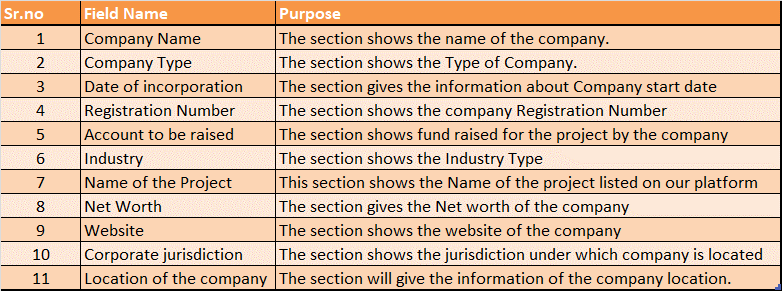 Sr.no Field Name Purpose
1 Company Name The section shows the name of the company.
2 Company Type The section shows the Type of Company.
3 Date of incorporation The section gives the information about Company start date
4 Registration Number The section shows the company Registration Number
5 Account to be raised The section shows fund raised for the project by the company
6 Industry The section shows the Industry Type
7 Name of the Project This section shows the Name of the project listed on our platform
8 Net Worth The section gives the Net worth of the company
9 Website The section shows the website of the company
10 Corporate jurisdiction The section shows the jurisdiction under which company is located
11 Location of the company The section will give the information of the company location.